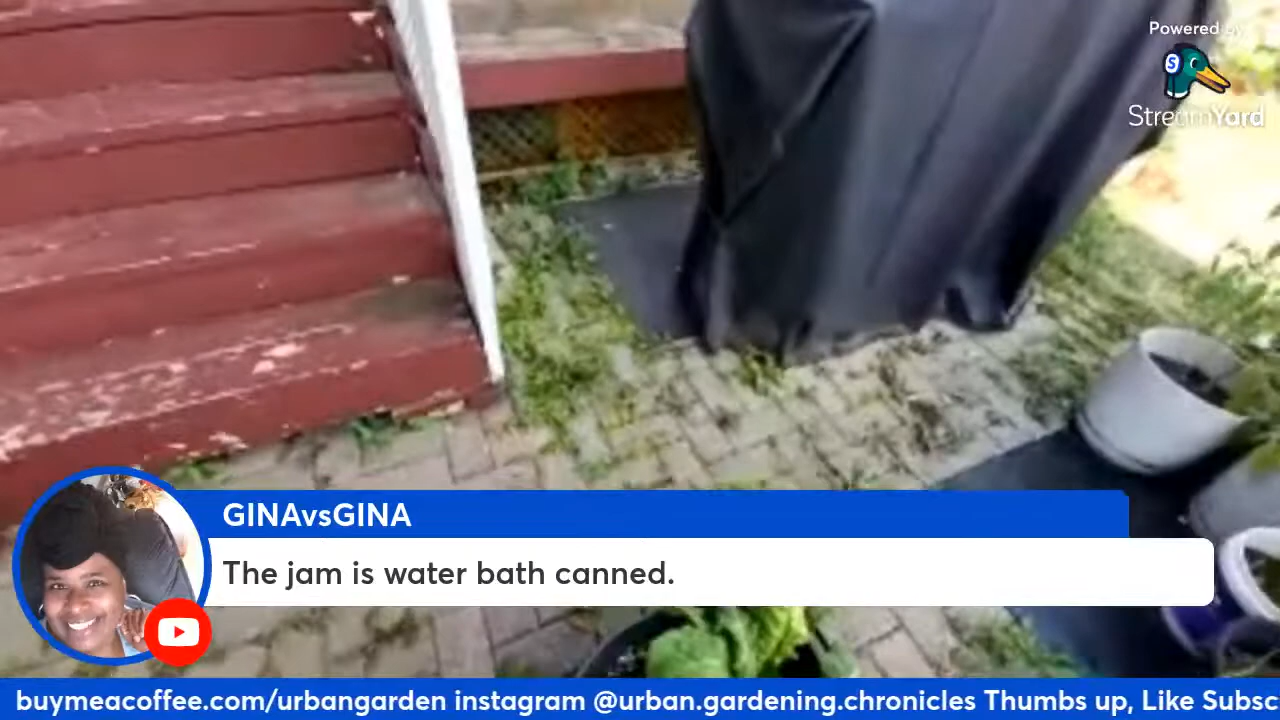 Powered by
S
StreamYard
GINAvsGINA
The jam is water bath canned.
buymeacoffee.com/urbangarden instagram @urban.gardening.chronicles Thumbs up, Like Subsc